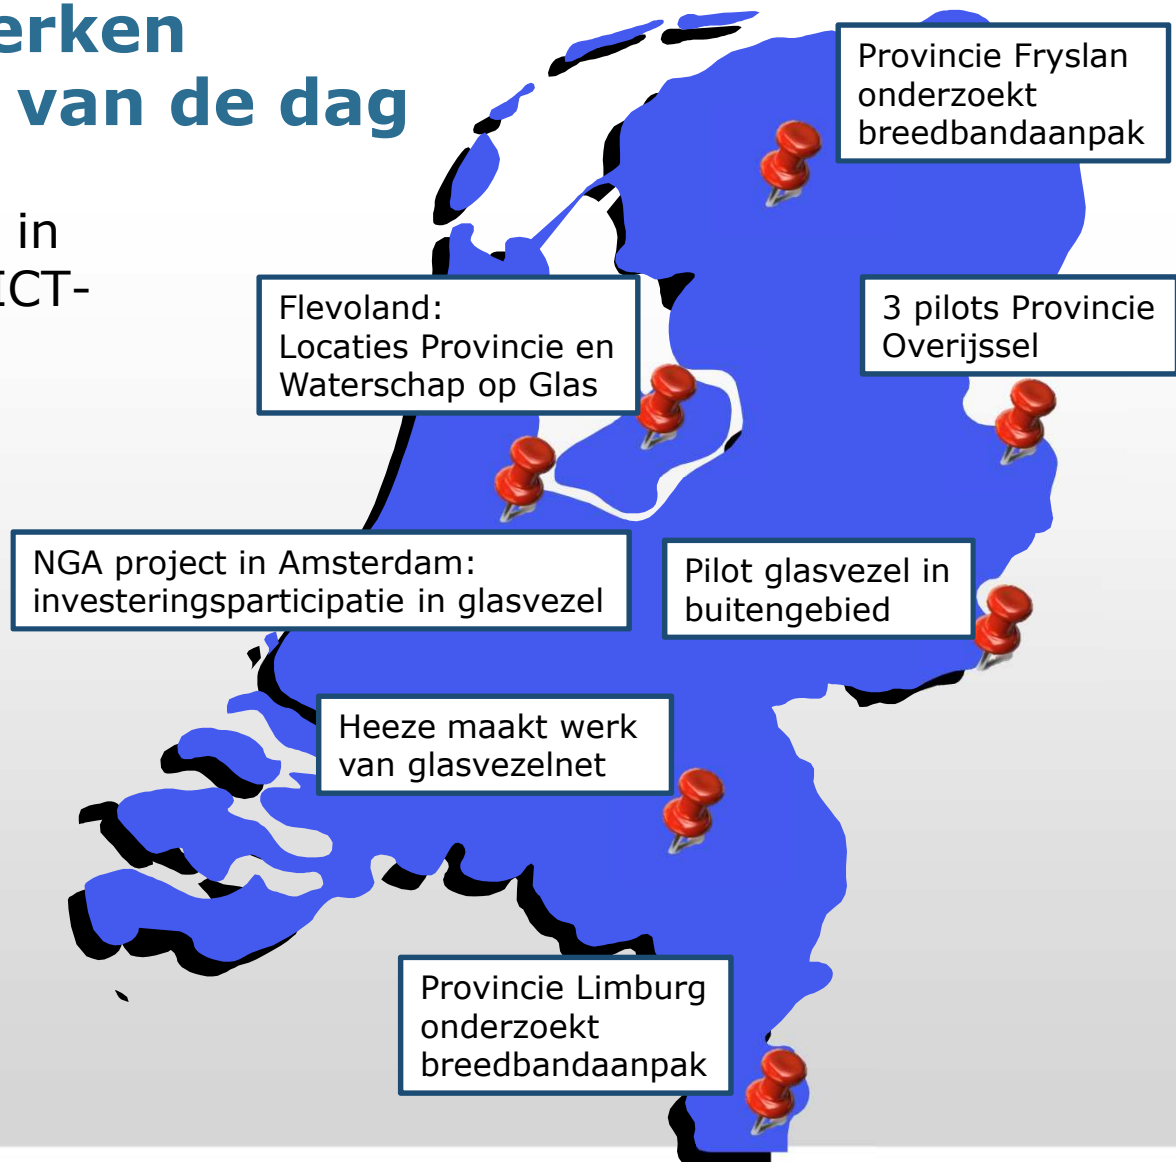 erken
van de dag
in
ICT-
Provincie Fryslan
onderzoekt
breedbandaanpak
Flevoland:
Locaties Provincie en
Waterschap op Glas
3 pilots Provincie
Overijssel
NGA project in Amsterdam:
investeringsparticipatie in glasvezel
Pilot glasvezel in
buitengebied
Heeze maakt werk
van glasvezelnet
Provincie Limburg
onderzoekt
breedbandaanpak